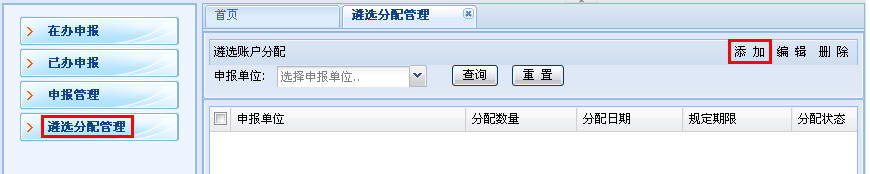 在办申报
已办申报
申报管理
遴选分配管理
首页 遴选分配管理
遴选账户分配 添加 编辑 删除
申报单位: 选择申报单位.. 查询 重置
申报单位 分配数量 分配日期 规定期限 分配状态